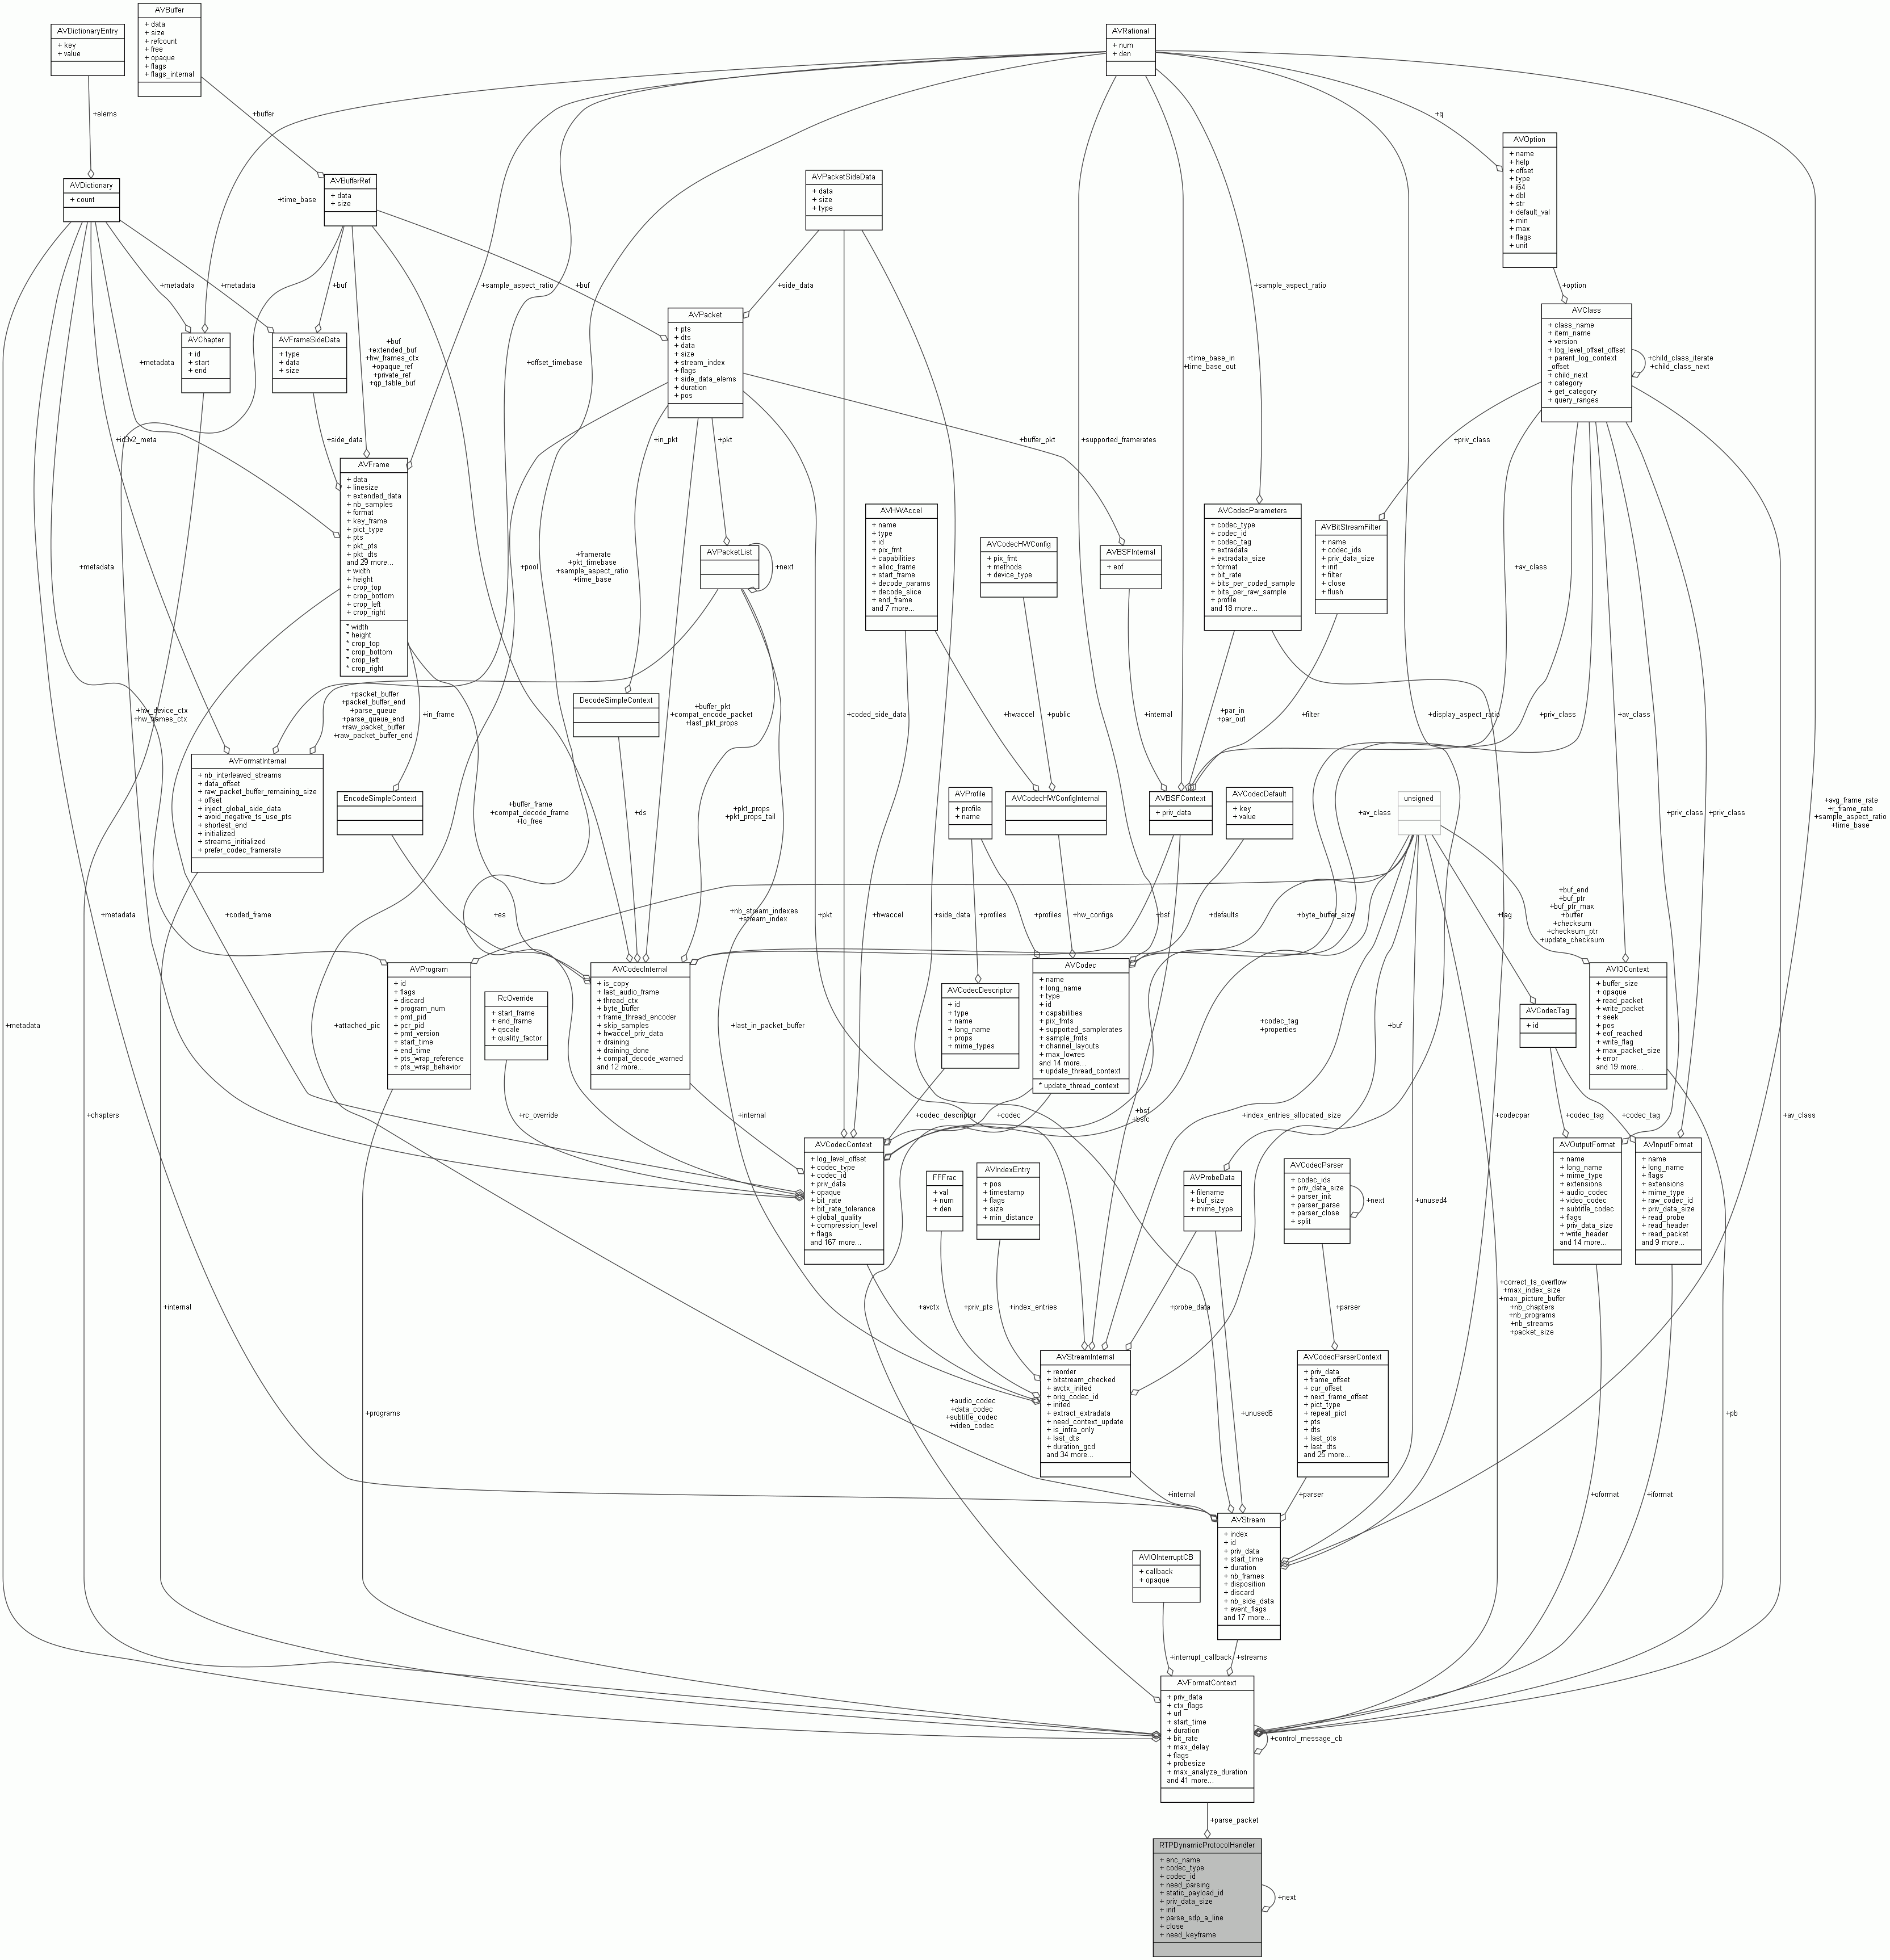 AVBuffer
+ data
+ size
+ refcount
+ free
+ opaque
+ flags
+ flags_internal
AVDictionaryEntry
+ key
+ value
AVRational
+ num
+ den
+elems
+buffer
+q
AVOption
+ name
+ help
+ offset
+ type
+ i64
+ dbl
+ str
+ default_val
+ min
+ max
+ flags
+ unit
AVDictionary
+ count
+time_base
AVBufferRef
+ data
+ size
AVPacketSideData
+ data
+ size
+ type
+metadata
+metadata
+buf
+sample_aspect_ratio
+buf
+side_data
+sample_aspect_ratio
+option
AVChapter
+ id
+ start
+ end
AVFrameSideData
+ type
+ data
+ size
+buf
+extended_buf
+hw_frames_ctx
+opaque_ref
+private_ref
+qp_table_buf
+metadata
+offset_timebase
AVPacket
+ pts
+ dts
+ data
+ size
+ stream_index
+ flags
+ side_data_elems
+ duration
+ pos
+time_base_in
+time_base_out
AVClass
+ class_name
+ item_name
+ version
+ log_level_offset_offset
+ parent_log_context
_offset
+ child_next
+ category
+ get_category
+ query_ranges
+child_class_iterate
+child_class_next
+id3v2_meta
+side_data
+in_pkt
+pkt
+buffer_pkt
+supported_framerates
+priv_class
AVFrame
+ data
+ linesize
+ extended_data
+ nb_samples
+ format
+ key_frame
+ pict_type
+ pts
+ pkt_pts
+ pkt_dts
and 29 more...
+ width
+ height
+ crop_top
+ crop_bottom
+ crop_left
+ crop_right
* width
* height
* crop_top
* crop_bottom
* crop_left
* crop_right
+metadata
+pool
+framerate
+pkt_timebase
+sample_aspect_ratio
+time_base
AVPacketList
+next
AVHWAccel
+ name
+ type
+ id
+ pix_fmt
+ capabilities
+ alloc_frame
+ start_frame
+ decode_params
+ decode_slice
+ end_frame
and 7 more...
AVCodecHWConfig
+ pix_fmt
+ methods
+ device_type
AVBSFInternal
+ eof
AVCodecParameters
+ codec_type
+ codec_id
+ codec_tag
+ extradata
+ extradata_size
+ format
+ bit_rate
+ bits_per_coded_sample
+ bits_per_raw_sample
+ profile
and 18 more...
AVBitStreamFilter
+ name
+ codec_ids
+ priv_data_size
+ init
+ filter
+ close
+ flush
+av_class
+hw_device_ctx
+hw_frames_ctx
+packet_buffer
+packet_buffer_end
+parse_queue
+parse_queue_end
+raw_packet_buffer
+raw_packet_buffer_end
+in_frame
DecodeSimpleContext
+buffer_pkt
+compat_encode_packet
+last_pkt_props
+coded_side_data
+hwaccel
+public
+internal
+par_in
+par_out
+filter
+display_aspect_ratio
+priv_class
+av_class
AVFormatInternal
+ nb_interleaved_streams
+ data_offset
+ raw_packet_buffer_remaining_size
+ offset
+ inject_global_side_data
+ avoid_negative_ts_use_pts
+ shortest_end
+ initialized
+ streams_initialized
+ prefer_codec_framerate
EncodeSimpleContext
+buffer_frame
+compat_decode_frame
+to_free
+ds
+pkt_props
+pkt_props_tail
AVProfile
+ profile
+ name
AVCodecHWConfigInternal
AVBSFContext
+ priv_data
AVCodecDefault
+ key
+ value
+av_class
unsigned
+priv_class
+priv_class
+avg_frame_rate
+r_frame_rate
+sample_aspect_ratio
+time_base
+metadata
+coded_frame
+es
+nb_stream_indexes
+stream_index
+pkt
+hwaccel
+side_data
+profiles
+profiles
+hw_configs
+bsf
+defaults
+byte_buffer_size
+tag
+buf_end
+buf_ptr
+buf_ptr_max
+buffer
+checksum
+checksum_ptr
+update_checksum
AVProgram
+ id
+ flags
+ discard
+ program_num
+ pmt_pid
+ pcr_pid
+ pmt_version
+ start_time
+ end_time
+ pts_wrap_reference
+ pts_wrap_behavior
RcOverride
+ start_frame
+ end_frame
+ qscale
+ quality_factor
AVCodecInternal
+ is_copy
+ last_audio_frame
+ thread_ctx
+ byte_buffer
+ frame_thread_encoder
+ skip_samples
+ hwaccel_priv_data
+ draining
+ draining_done
+ compat_decode_warned
and 12 more...
AVCodecDescriptor
+ id
+ type
+ name
+ long_name
+ props
+ mime_types
AVCodec
+ name
+ long_name
+ type
+ id
+ capabilities
+ pix_fmts
+ supported_samplerates
+ sample_fmts
+ channel_layouts
+ max_lowres
and 14 more...
+ update_thread_context
* update_thread_context
AVCodecTag
+ id
AVIOContext
+ buffer_size
+ opaque
+ read_packet
+ write_packet
+ seek
+ pos
+ eof_reached
+ write_flag
+ max_packet_size
+ error
and 19 more...
+metadata
+attached_pic
+last_in_packet_buffer
+codec_tag
+properties
+buf
+chapters
+rc_override
+internal
+codec_descriptor
+codec
+bsf
+bsfc
+index_entries_allocated_size
+unused4
+codecpar
+codec_tag
+codec_tag
+av_class
AVCodecContext
+ log_level_offset
+ codec_type
+ codec_id
+ priv_data
+ opaque
+ bit_rate
+ bit_rate_tolerance
+ global_quality
+ compression_level
+ flags
and 167 more...
FFFrac
+ val
+ num
+ den
AVIndexEntry
+ pos
+ timestamp
+ flags
+ size
+ min_distance
AVProbeData
+ filename
+ buf_size
+ mime_type
AVCodecParser
+ codec_ids
+ priv_data_size
+ parser_init
+ parser_parse
+ parser_close
+ split
+next
AVOutputFormat
+ name
+ long_name
+ mime_type
+ extensions
+ audio_codec
+ video_codec
+ subtitle_codec
+ flags
+ priv_data_size
+ write_header
and 14 more...
AVInputFormat
+ name
+ long_name
+ flags
+ extensions
+ mime_type
+ raw_codec_id
+ priv_data_size
+ read_probe
+ read_header
+ read_packet
and 9 more...
+internal
+avctx
+priv_pts
+index_entries
+probe_data
+parser
+correct_ts_overflow
+max_index_size
+max_picture_buffer
+nb_chapters
+nb_programs
+nb_streams
+packet_size
+programs
+audio_codec
+data_codec
+subtitle_codec
+video_codec
AVStreamInternal
+ reorder
+ bitstream_checked
+ avctx_inited
+ orig_codec_id
+ inited
+ extract_extradata
+ need_context_update
+ is_intra_only
+ last_dts
+ duration_gcd
and 34 more...
+unused6
AVCodecParserContext
+ priv_data
+ frame_offset
+ cur_offset
+ next_frame_offset
+ pict_type
+ repeat_pict
+ pts
+ dts
+ last_pts
+ last_dts
and 25 more...
+pb
+internal
+parser
+oformat
+iformat
AVStream
+ index
+ id
+ priv_data
+ start_time
+ duration
+ nb_frames
+ disposition
+ discard
+ nb_side_data
+ event_flags
and 17 more...
AVIOInterruptCB
+ callback
+ opaque
+interrupt_callback
+streams
AVFormatContext
+ priv_data
+ ctx_flags
+ url
+ start_time
+ duration
+ bit_rate
+ max_delay
+ flags
+ probesize
+ max_analyze_duration
and 41 more...
+control_message_cb
+parse_packet
RTPDynamicProtocolHandler
+ enc_name
+ codec_type
+ codec_id
+ need_parsing
+ static_payload_id
+ priv_data_size
+ init
+ parse_sdp_a_line
+ close
+ need_keyframe
+next